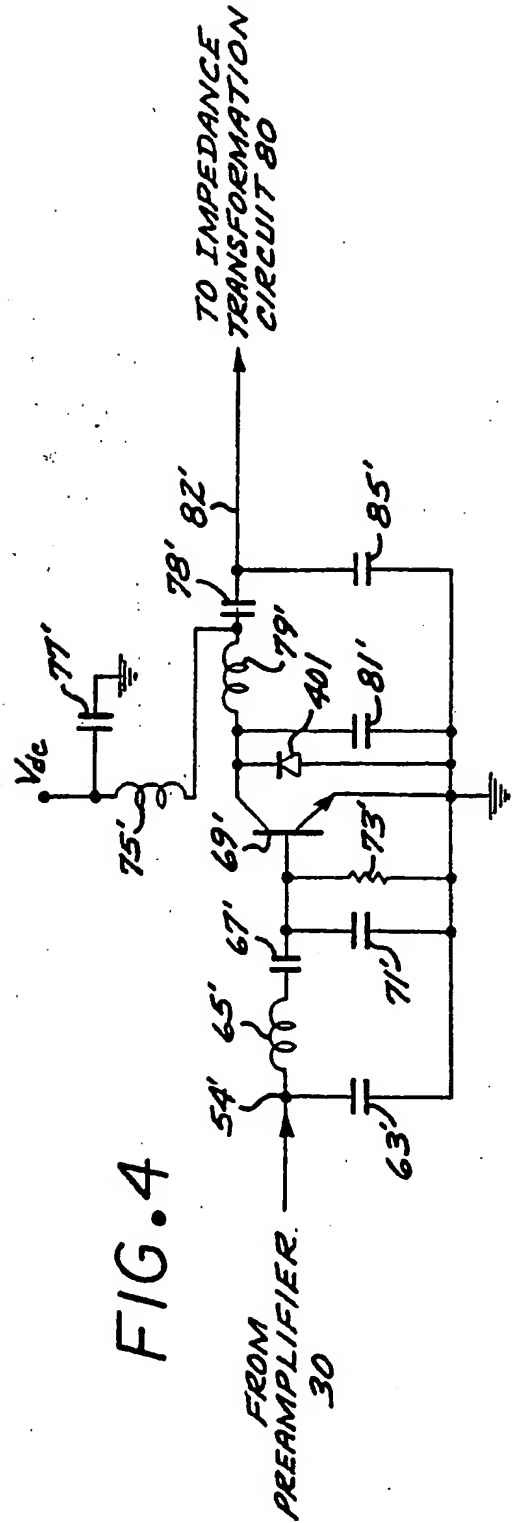 FIG. 4
FROM
PREAMPLIFIER.
30
54'
63'
65'
67'
71'
69'
73'
75'
Vdc
77'
401
81'
79'
78'
82'
85'
TO IMPEDANCE
TRANSFORMATION
CIRCUIT 80